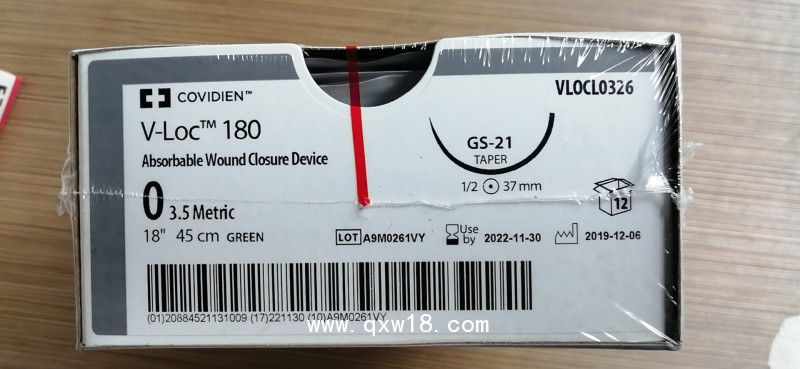 COVIDIEN™
VLOCL0326
V-Loc™ 180
Absorbable Wound Closure Device
GS-21
TAPER
1/2 37 mm
0 3.5 Metric
12
18" 45 cm GREEN
LOT A9M0261VY
Use by 2022-11-30
2019-12-06
(01)20884521131009 (17)221130 (10)A9M0261VY
www.qxw18.com